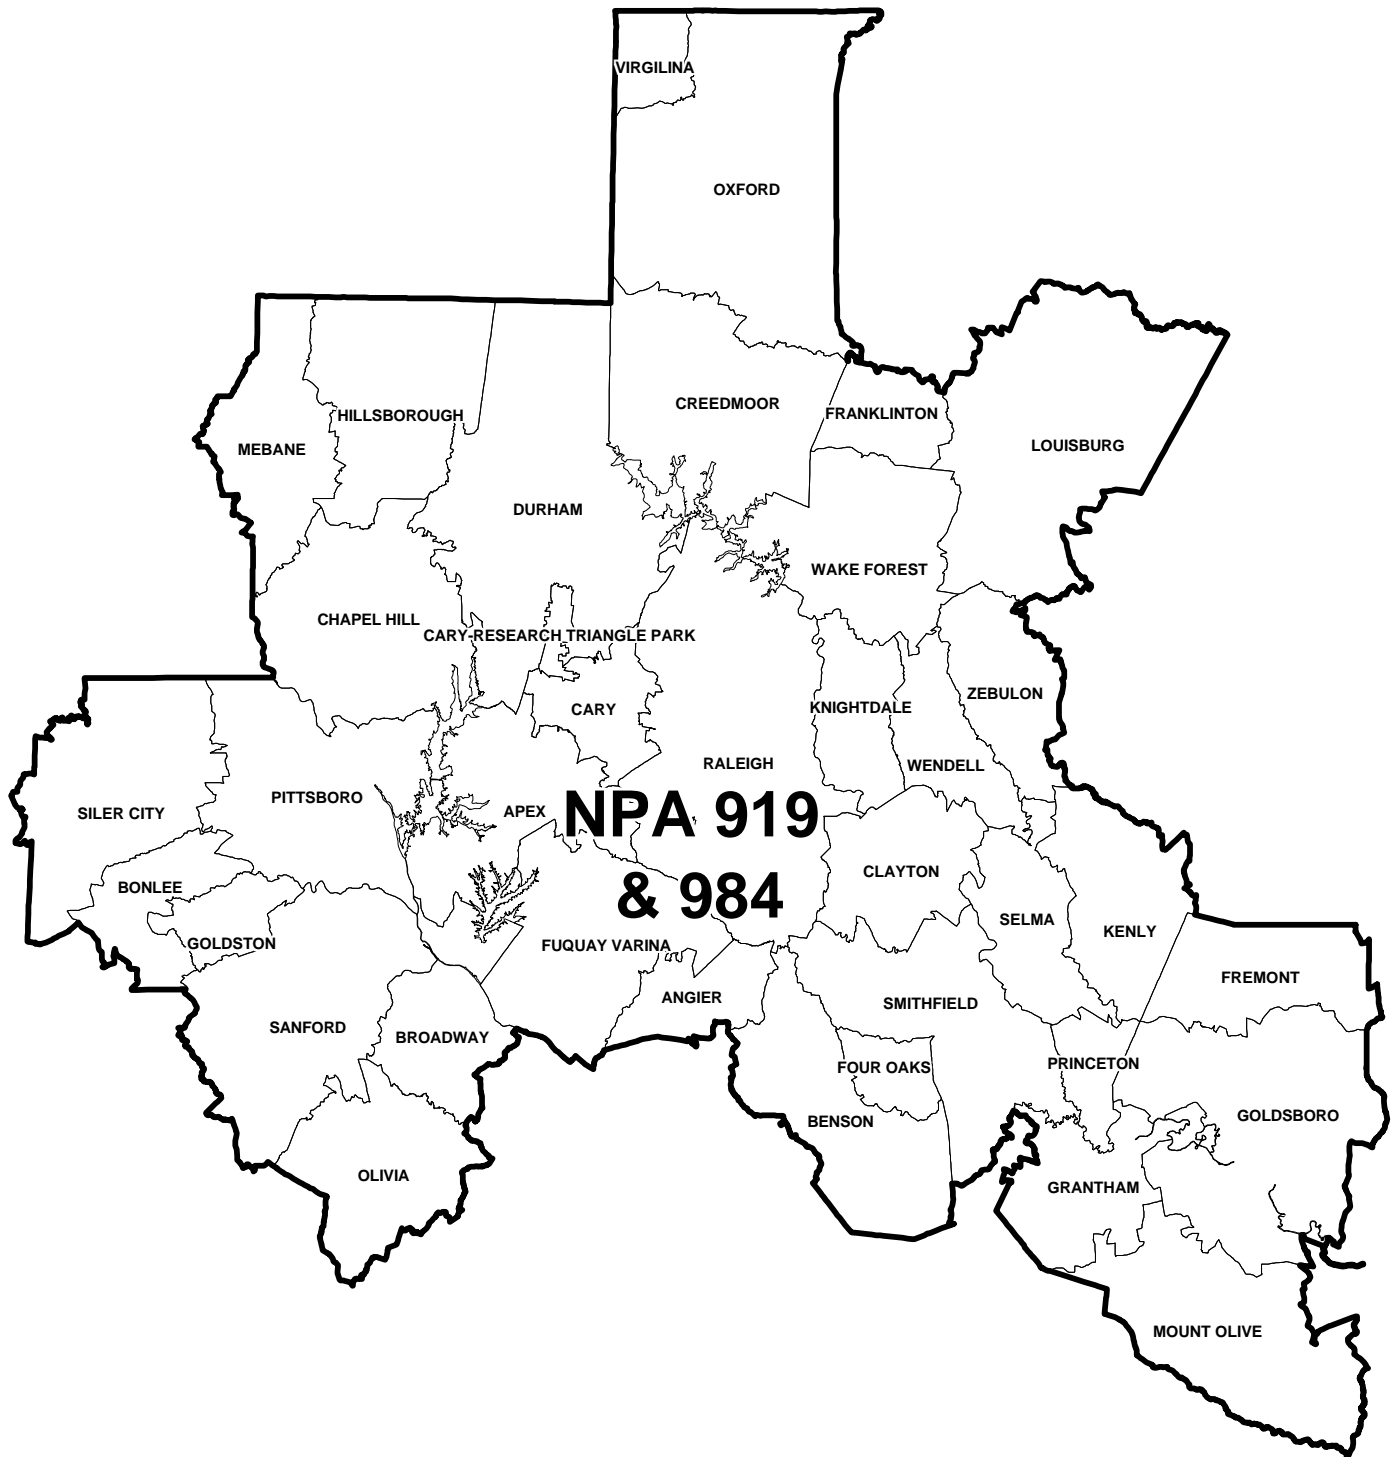 VIRGILINA
OXFORD
CREEDMOOR
FRANKLINTON
HILLSBOROUGH
LOUISBURG
MEBANE
DURHAM
WAKE FOREST
CHAPEL HILL
CARY-RESEARCH TRIANGLE PARK
ZEBULON
CARY
KNIGHTDALE
RALEIGH
WENDELL
PITTSBORO
SILER CITY
APEX
NPA 919
& 984
CLAYTON
BONLEE
SELMA
KENLY
GOLDSTON
FUQUAY VARINA
FREMONT
ANGIER
SMITHFIELD
SANFORD
BROADWAY
PRINCETON
FOUR OAKS
GOLDSBORO
BENSON
OLIVIA
GRANTHAM
MOUNT OLIVE